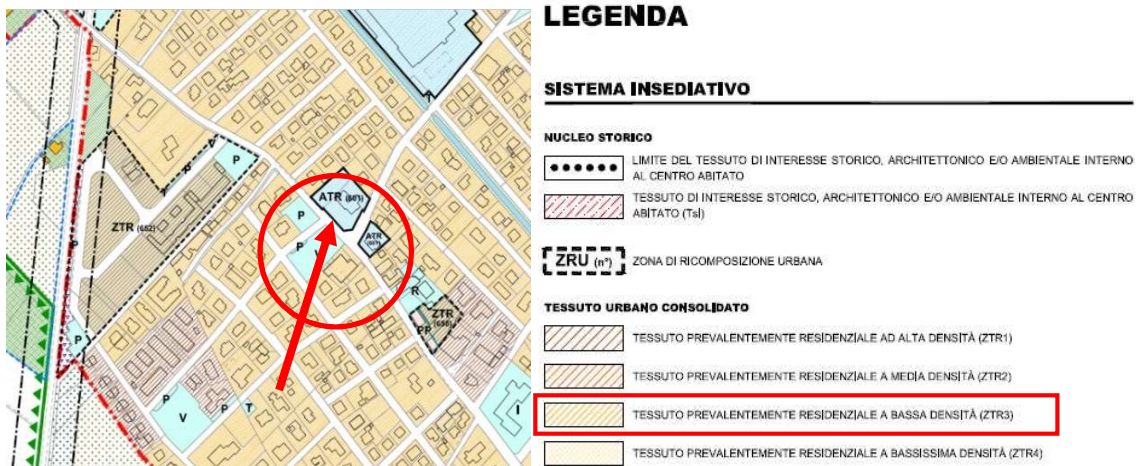 LEGENDA
SISTEMA INSEDIATIVO
NUCLEO STORICO
LIMITE DEL TESSUTO DI INTERESSE STORICO, ARCHITETTONICO E/O AMBIENTALE INTERNO
AL CENTRO ABITATO
TESSUTO DI INTERESSE STORICO, ARCHITETTONICO E/O AMBIENTALE INTERNO AL CENTRO
ABITATO (Tsi)
ZRU (n°) ZONA DI RICOMPOSIZIONE URBANA
TESSUTO URBANO CONSOLIDATO
TESSUTO PREVALENTEMENTE RESIDENZIALE AD ALTA DENSITÀ (ZTR1)
TESSUTO PREVALENTEMENTE RESIDENZIALE A MEDIA DENSITÀ (ZTR2)
TESSUTO PREVALENTEMENTE RESIDENZIALE A BASSA DENSITÀ (ZTR3)
TESSUTO PREVALENTEMENTE RESIDENZIALE A BASSISSIMA DENSITÀ (ZTR4)
T
P
P
ATR
P
ZTR (652)
ATR
P
V
P
R
ZTR
PP
P
P
V
P
T
I